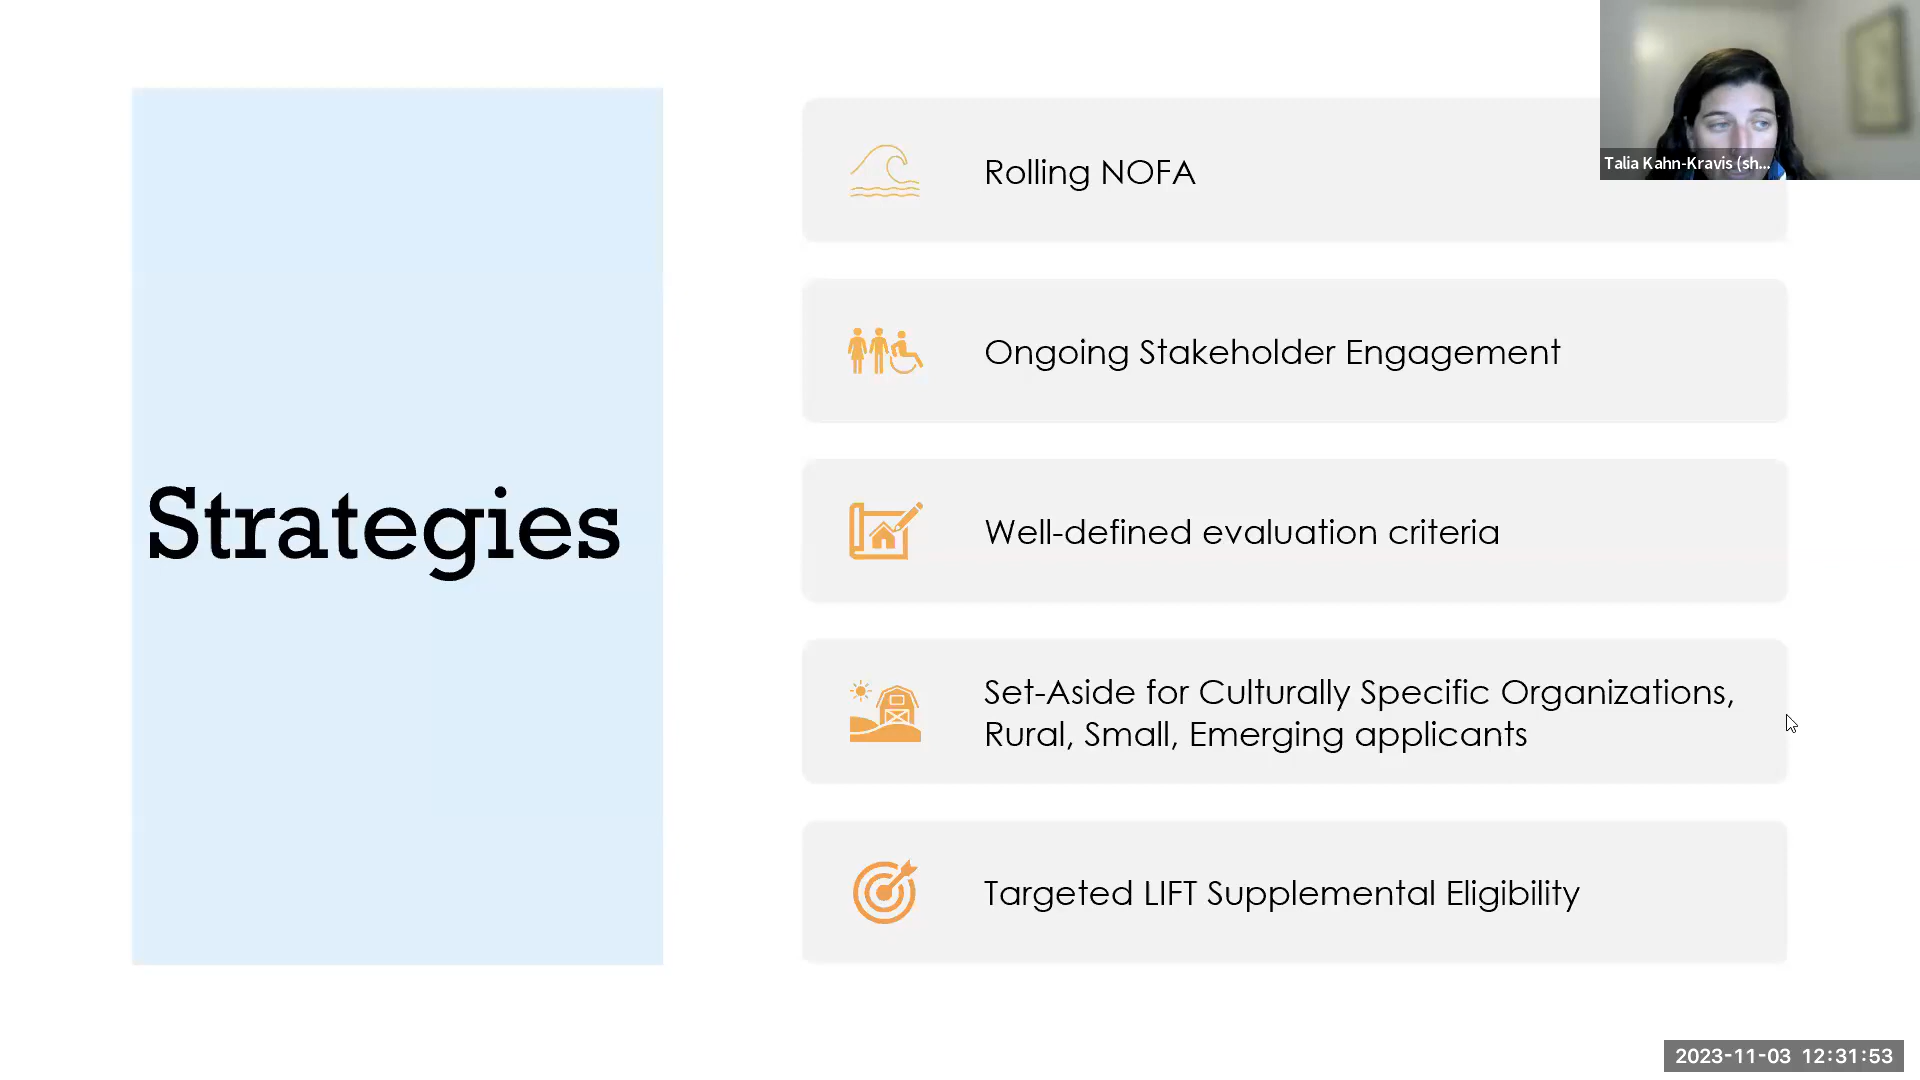 Strategies
Rolling NOFA
Ongoing Stakeholder Engagement
Well-defined evaluation criteria
Set-Aside for Culturally Specific Organizations,
Rural, Small, Emerging applicants
Targeted LIFT Supplemental Eligibility
Talia Kahn-Kravis (sh...
2023-11-03 12:31:53